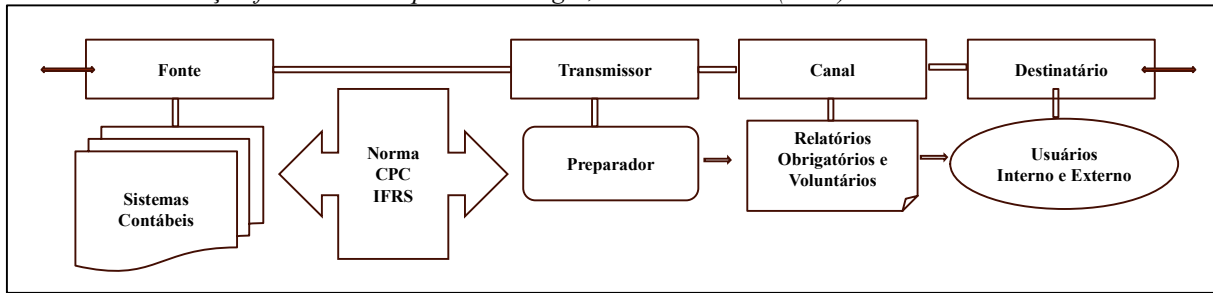 Fonte
Transmissor
Canal
Destinatário
Sistemas
Contábeis
Norma
CPC
IFRS
Preparador
Relatórios
Obrigatórios e
Voluntários
Usuários
Interno e Externo